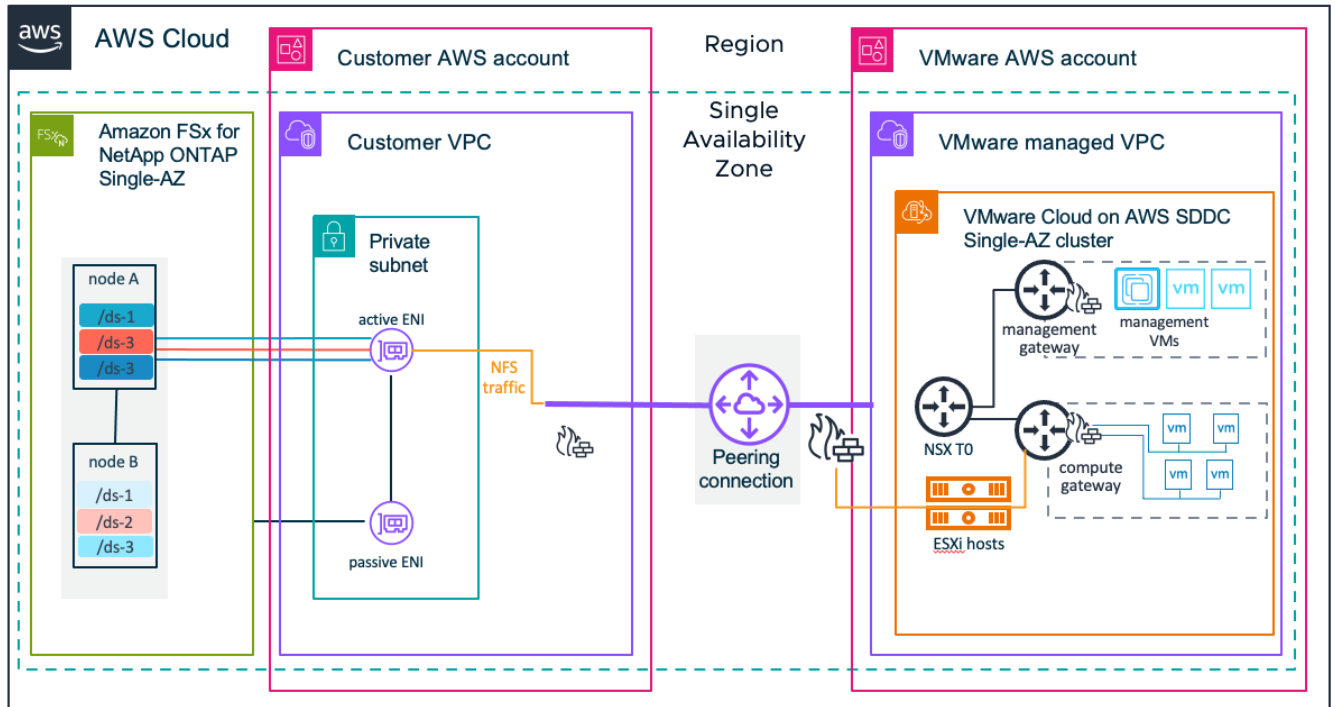 aws
AWS Cloud
Customer AWS account
Region
VMware AWS account
FSx
Amazon FSx for
NetApp ONTAP
Single-AZ
Customer VPC
Single
Availability
Zone
VMware managed VPC
Private
subnet
VMware Cloud on AWS SDDC
Single-AZ cluster
node A
/ds-1
/ds-3
/ds-3
active ENI
NFS
traffic
management
gateway
vm
vm
management
VMs
node B
/ds-1
/ds-2
/ds-3
passive ENI
Peering
connection
NSX T0
ESXi hosts
compute
gateway
vm
vm
vm
vm